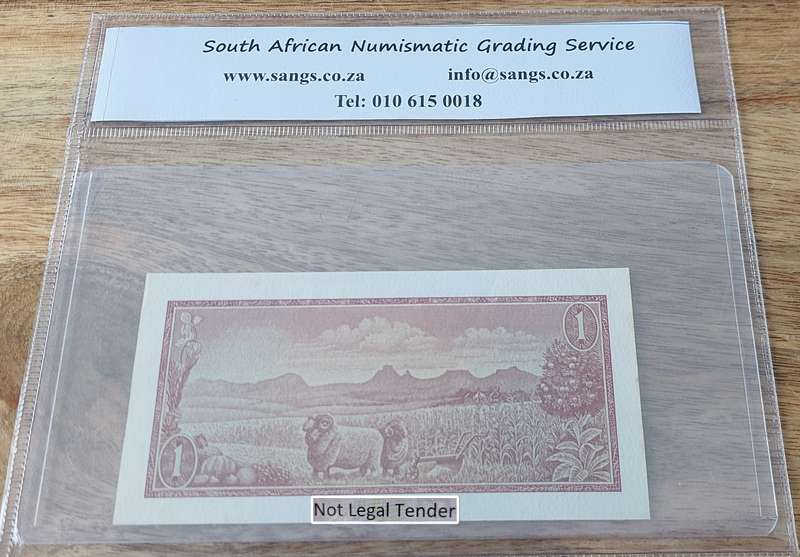 South African Numismatic Grading Service
www.sangs.co.za info@sangs.co.za
Tel: 010 615 0018
1
1
Not Legal Tender